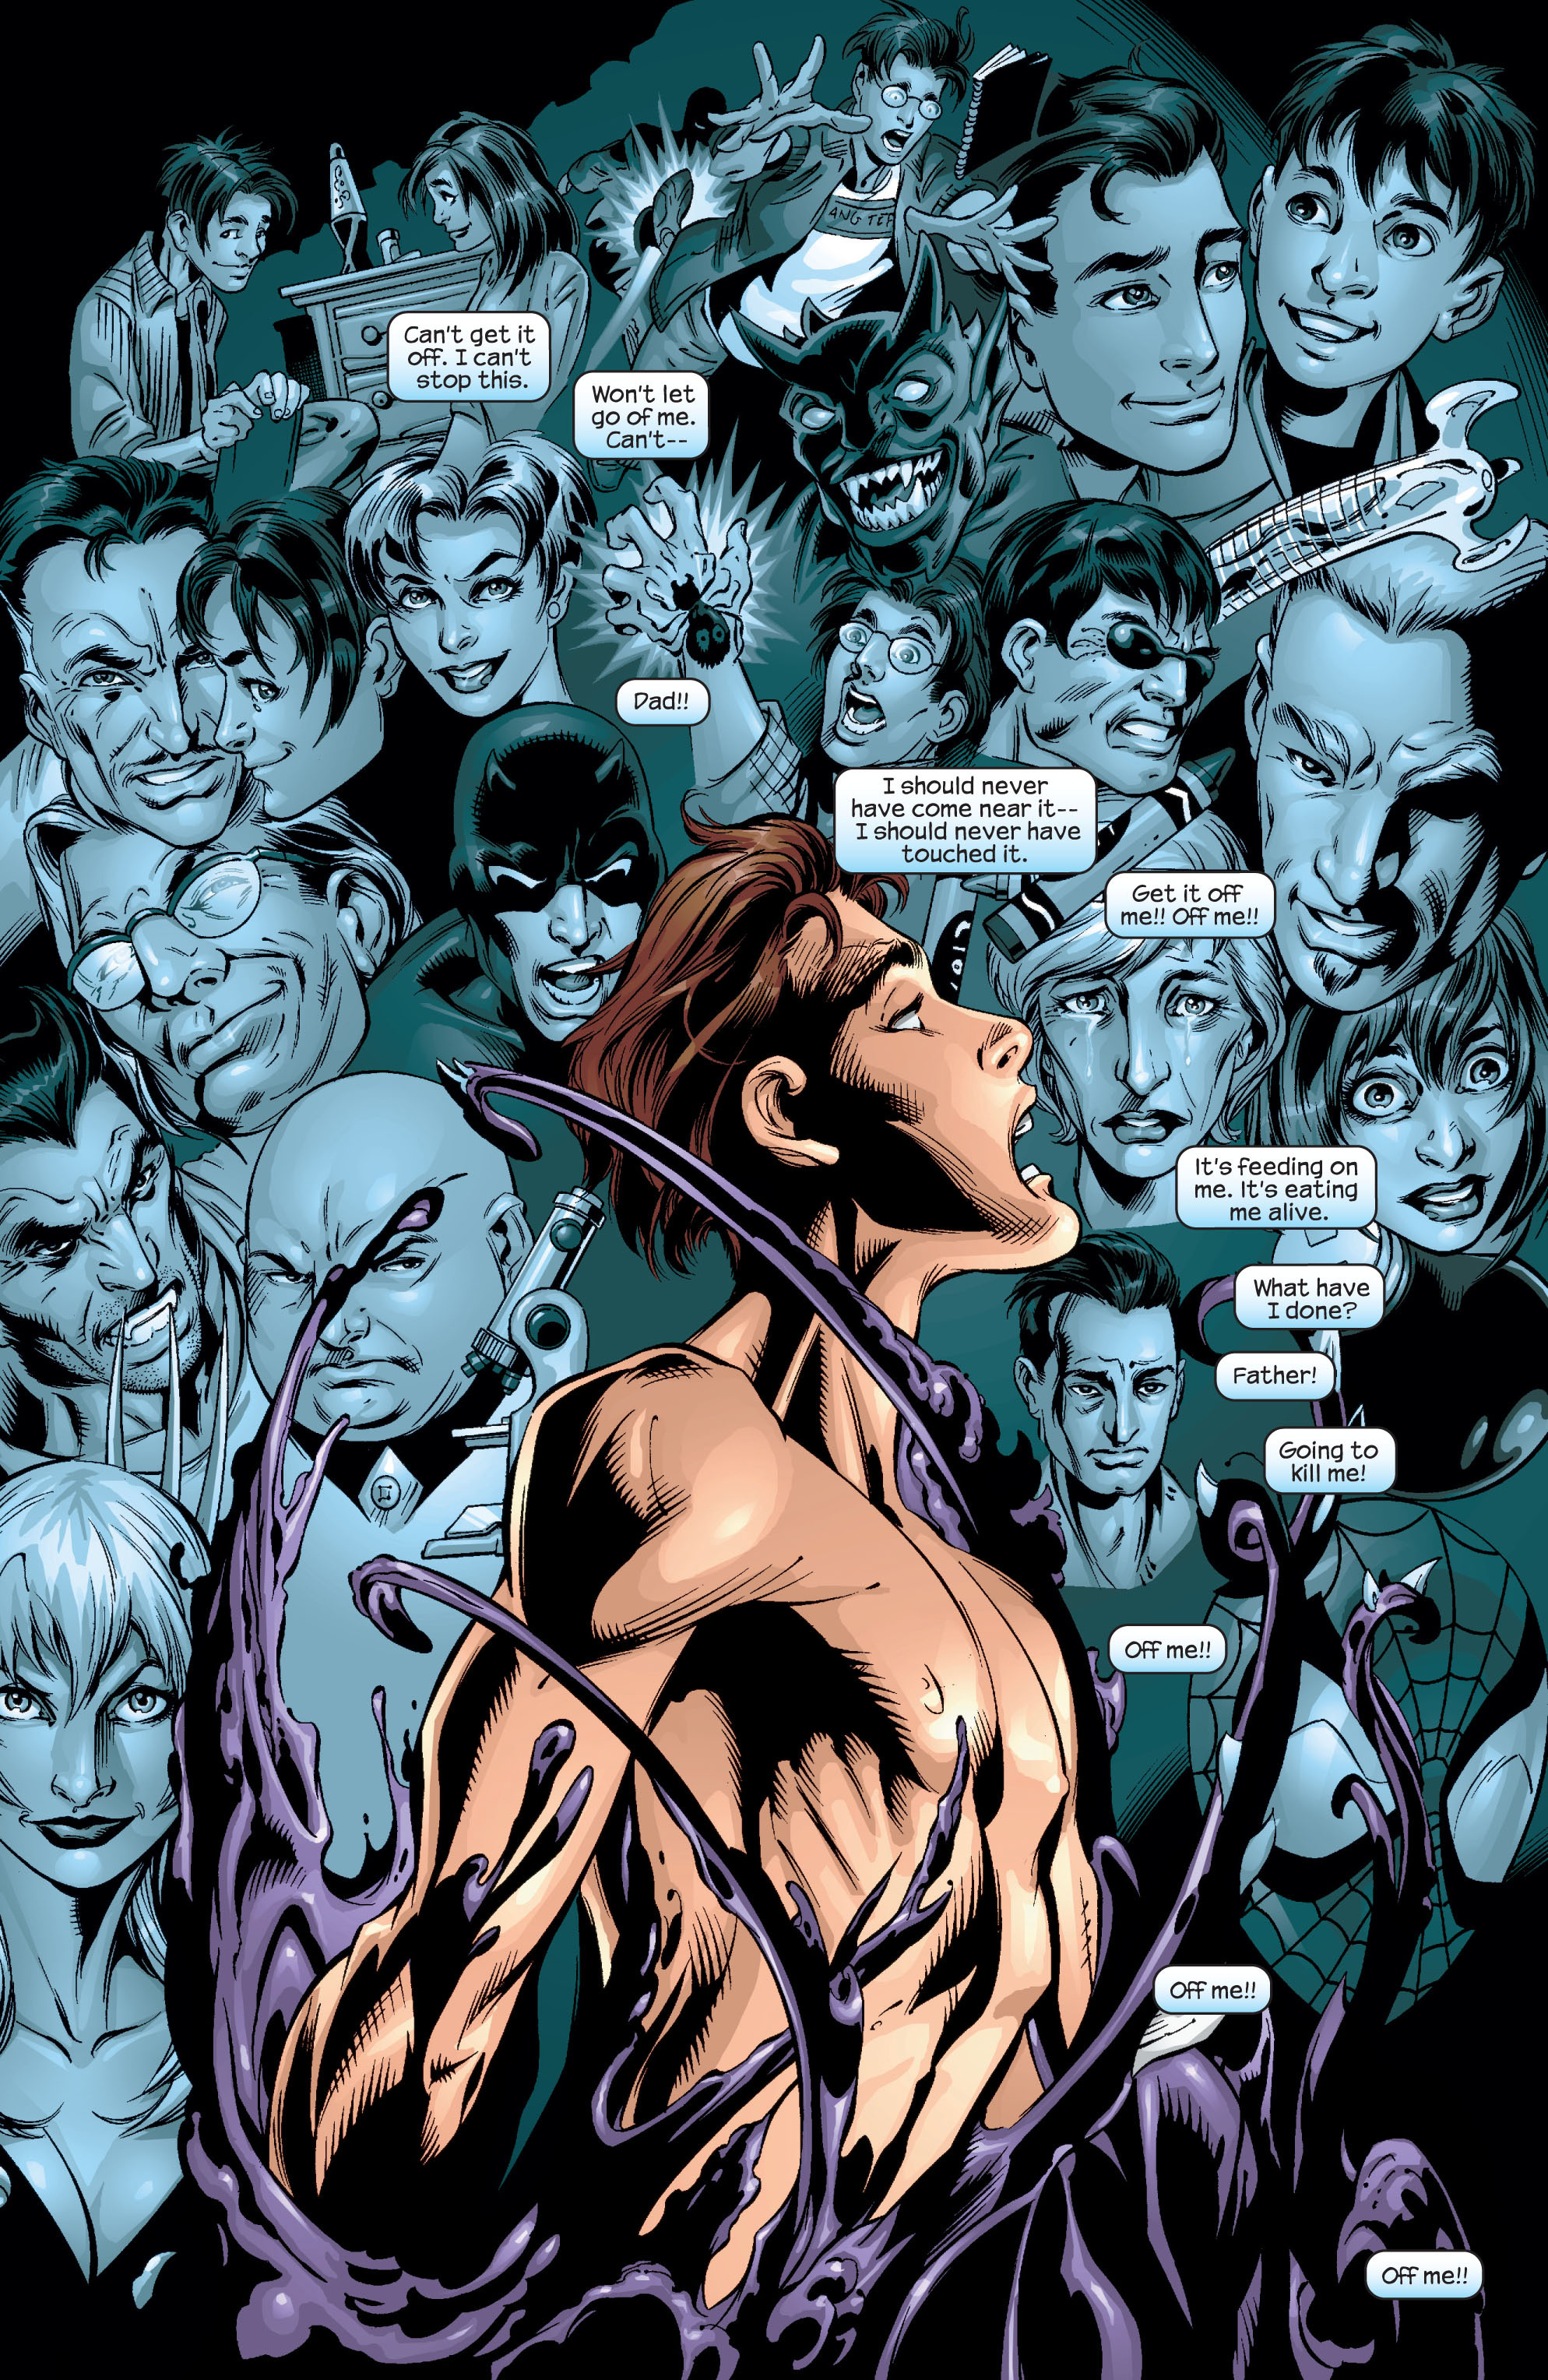 ANG TER
Can't get it
off. I can't
stop this.
Won't let
go of me.
Can't--
Dad!!
I should never
have come near it--
I should never have
touched it.
Get it off
me!! Off me!!
It's feeding on
me. It's eating
me alive.
What have
I done?
Father!
Going to
kill me!
Off me!!
Off me!!
Off me!!